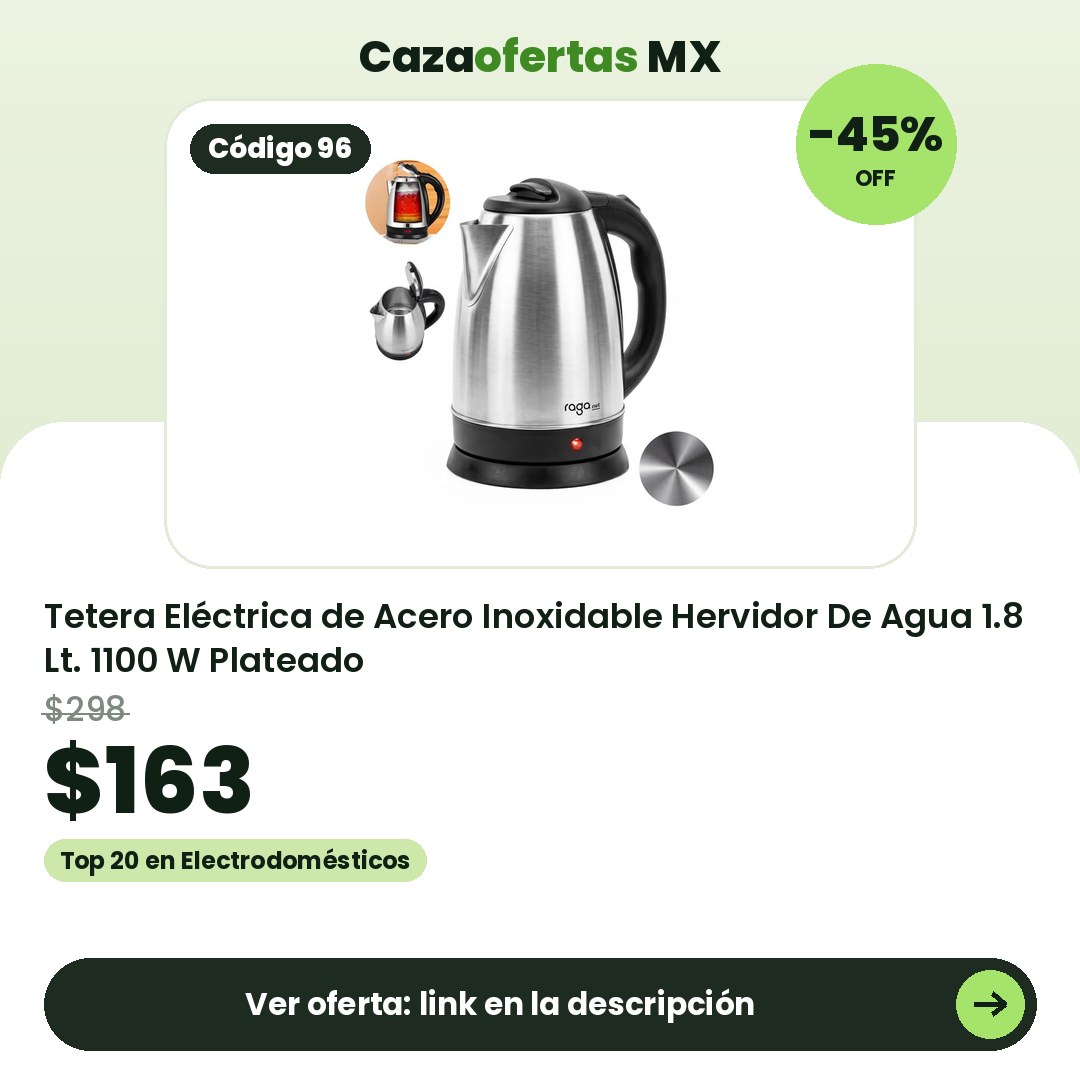 Cazaofertas MX
Código 96
-45%
OFF
raga
Tetera Eléctrica de Acero Inoxidable Hervidor De Agua 1.8
Lt. 1100 W Plateado
$298
$163
Top 20 en Electrodomésticos
Ver oferta: link en la descripción